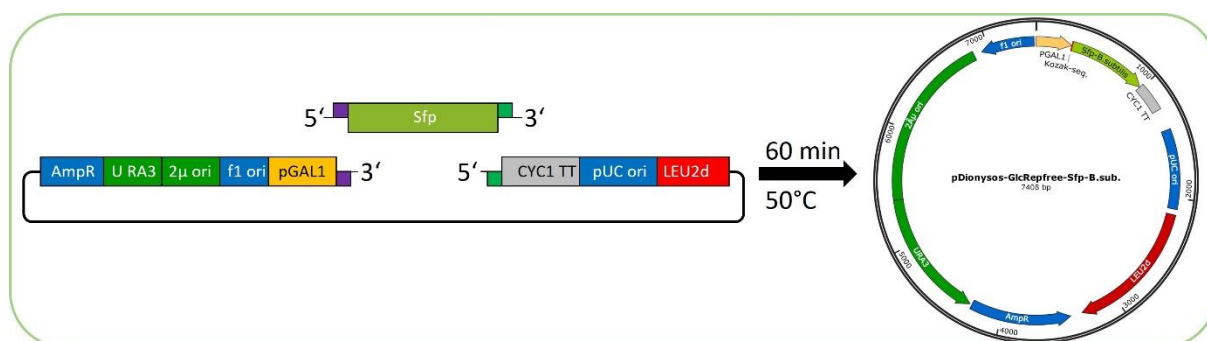 5‘ Sfp 3‘
AmpR U RA3 2μ ori f1 ori pGAL1 3‘ 5‘ CYC1 TT pUC ori LEU2d
60 min
50°C
7000
f1 ori
PGAL1
Kozak-seq.
Sfp-B.subtilis
1000
CYC1 TT
pUC ori
2000
LEU2d
3000
AmpR
4000
URA3
5000
2Âµ ori
6000
pDionysos-GlcRepfree-Sfp-B.sub.
7408 bp